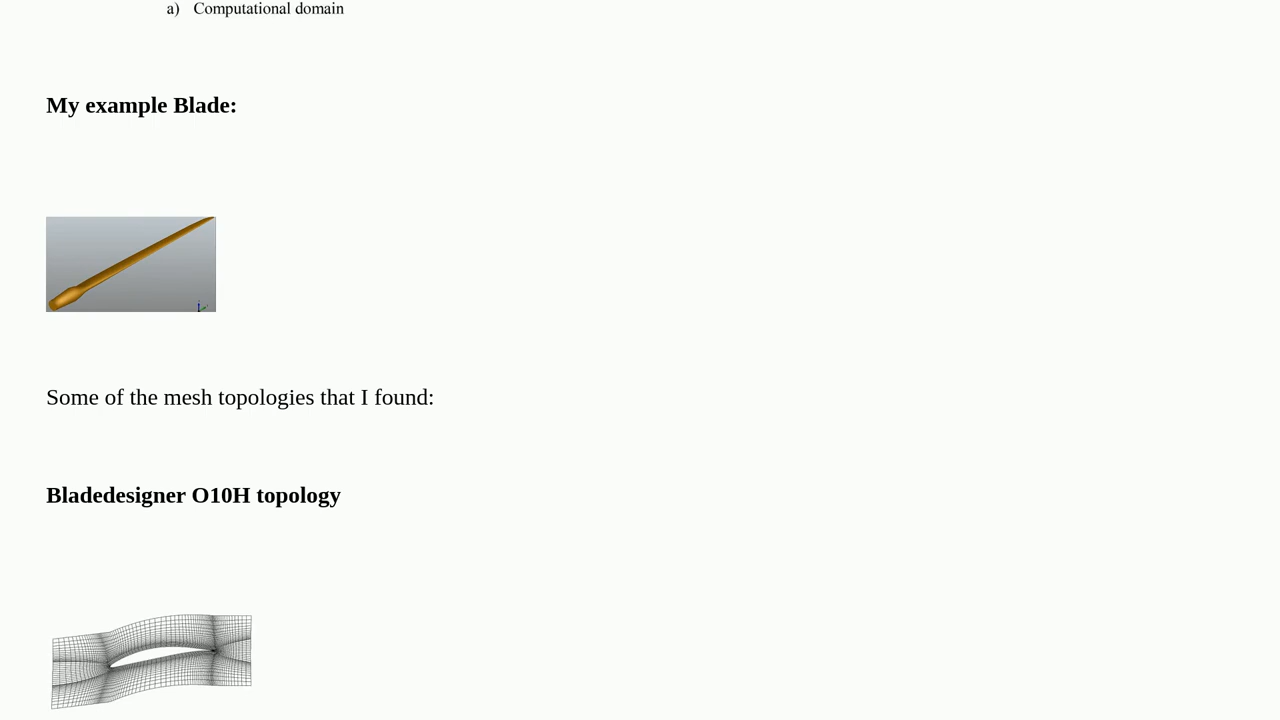 a) Computational domain
My example Blade:
Some of the mesh topologies that I found:
Bladedesigner O10H topology